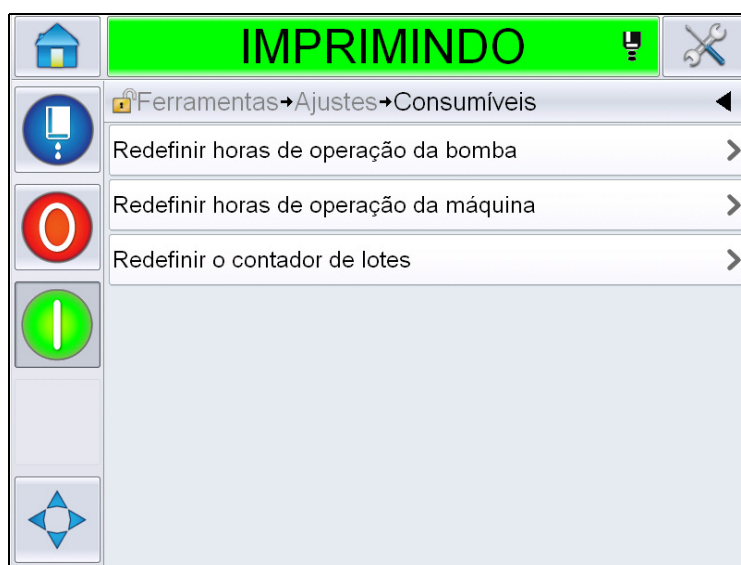 IMPRIMINDO
Ferramentas→Ajustes→Consumíveis
Redefinir horas de operação da bomba
Redefinir horas de operação da máquina
Redefinir o contador de lotes